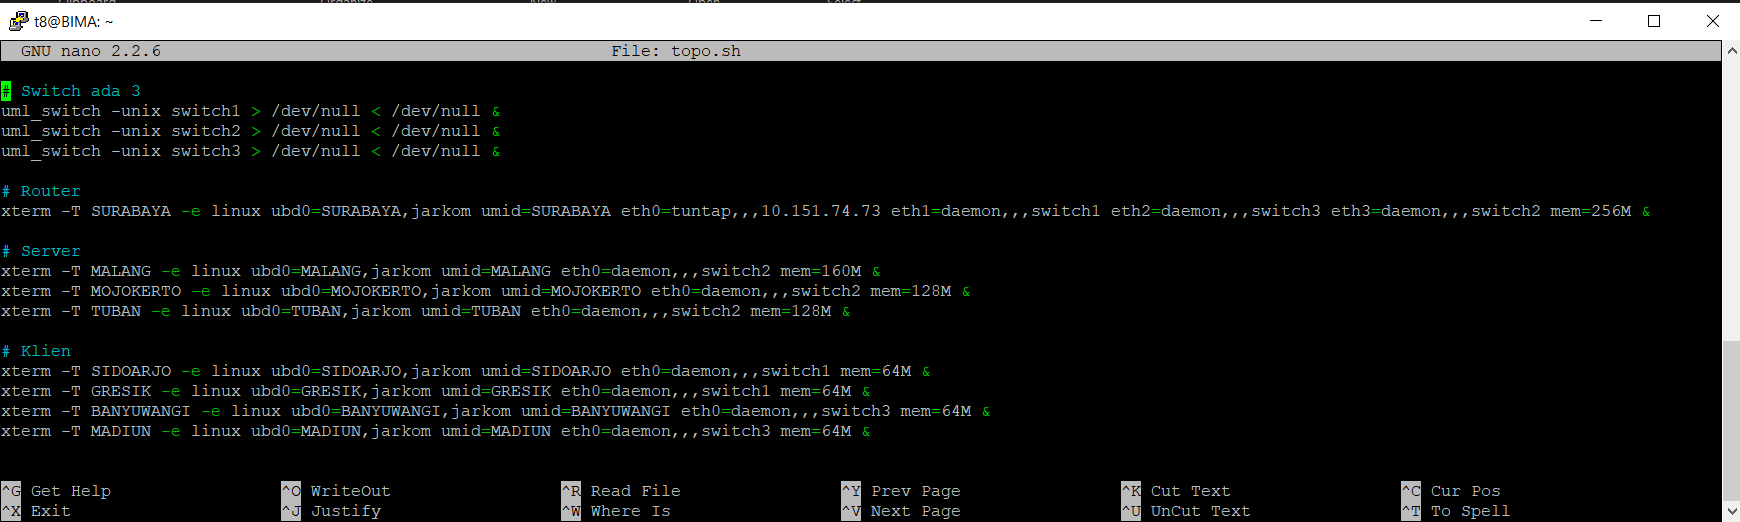 Clipboard Organize New Open Select
t8@BIMA: ~
GNU nano 2.2.6 File: topo.sh
# Switch ada 3
uml_switch -unix switch1 > /dev/null < /dev/null &
uml_switch -unix switch2 > /dev/null < /dev/null &
uml_switch -unix switch3 > /dev/null < /dev/null &
# Router
xterm -T SURABAYA -e linux ubd0=SURABAYA,jarkom umid=SURABAYA eth0=tuntap,,,10.151.74.73 eth1=daemon,,,switch1 eth2=daemon,,,switch3 eth3=daemon,,,switch2 mem=256M &
# Server
xterm -T MALANG -e linux ubd0=MALANG,jarkom umid=MALANG eth0=daemon,,,switch2 mem=160M &
xterm -T MOJOKERTO -e linux ubd0=MOJOKERTO,jarkom umid=MOJOKERTO eth0=daemon,,,switch2 mem=128M &
xterm -T TUBAN -e linux ubd0=TUBAN,jarkom umid=TUBAN eth0=daemon,,,switch2 mem=128M &
# Klien
xterm -T SIDOARJO -e linux ubd0=SIDOARJO,jarkom umid=SIDOARJO eth0=daemon,,,switch1 mem=64M &
xterm -T GRESIK -e linux ubd0=GRESIK,jarkom umid=GRESIK eth0=daemon,,,switch1 mem=64M &
xterm -T BANYUWANGI -e linux ubd0=BANYUWANGI,jarkom umid=BANYUWANGI eth0=daemon,,,switch3 mem=64M &
xterm -T MADIUN -e linux ubd0=MADIUN,jarkom umid=MADIUN eth0=daemon,,,switch3 mem=64M &
^G Get Help ^O WriteOut ^R Read File ^Y Prev Page ^K Cut Text ^C Cur Pos
^X Exit ^J Justify ^W Where Is ^V Next Page ^U UnCut Text ^T To Spell